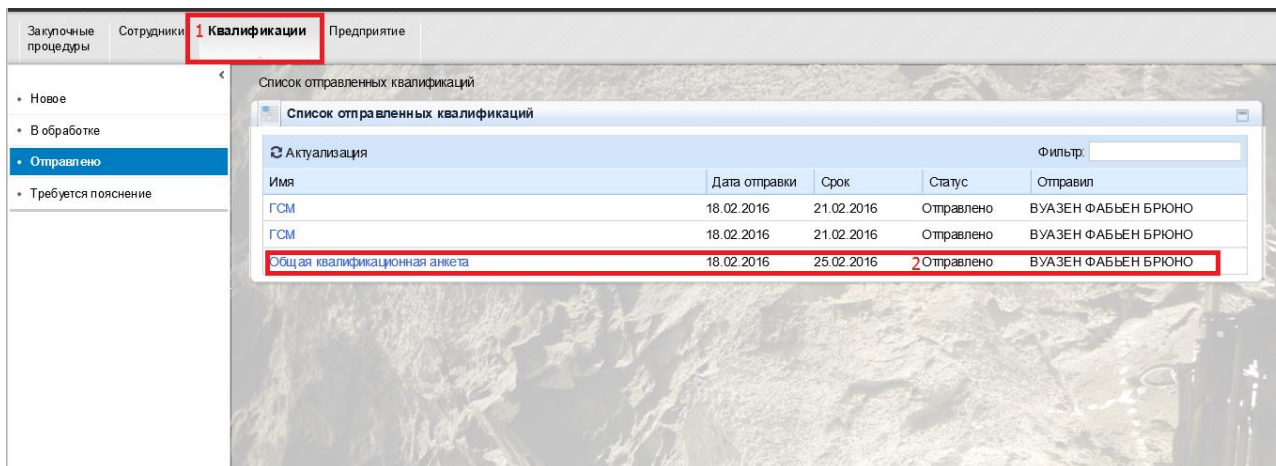 Закупочные процедуры
Сотрудники
1 Квалификации
Предприятие
Новое
В обработке
Отправлено
Требуется пояснение
Список отправленных квалификаций
Список отправленных квалификаций
Актуализация Фильтр:
Имя Дата отправки Срок Статус Отправил
ГСМ 18.02.2016 21.02.2016 Отправлено ВУАЗЕН ФАБЬЕН БРЮНО
ГСМ 18.02.2016 21.02.2016 Отправлено ВУАЗЕН ФАБЬЕН БРЮНО
Общая квалификационная анкета 18.02.2016 25.02.2016 2 Отправлено ВУАЗЕН ФАБЬЕН БРЮНО